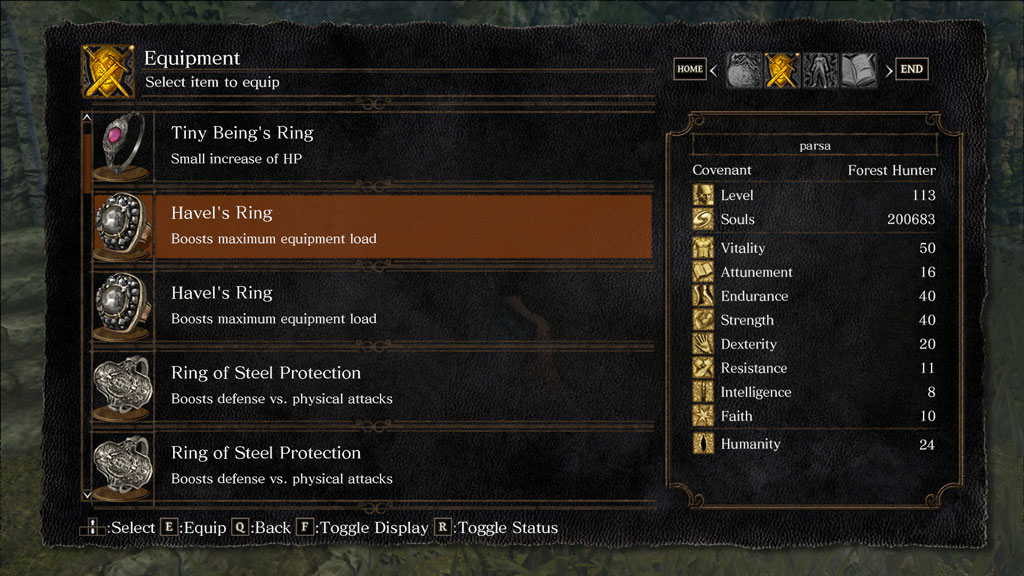 Equipment
Select item to equip
HOME
END
Tiny Being's Ring
Small increase of HP
Havel's Ring
Boosts maximum equipment load
Havel's Ring
Boosts maximum equipment load
Ring of Steel Protection
Boosts defense vs. physical attacks
Ring of Steel Protection
Boosts defense vs. physical attacks
:Select E:Equip Q:Back F:Toggle Display R:Toggle Status
parsa
Covenant Forest Hunter
Level 113
Souls 200683
Vitality 50
Attunement 16
Endurance 40
Strength 40
Dexterity 20
Resistance 11
Intelligence 8
Faith 10
Humanity 24